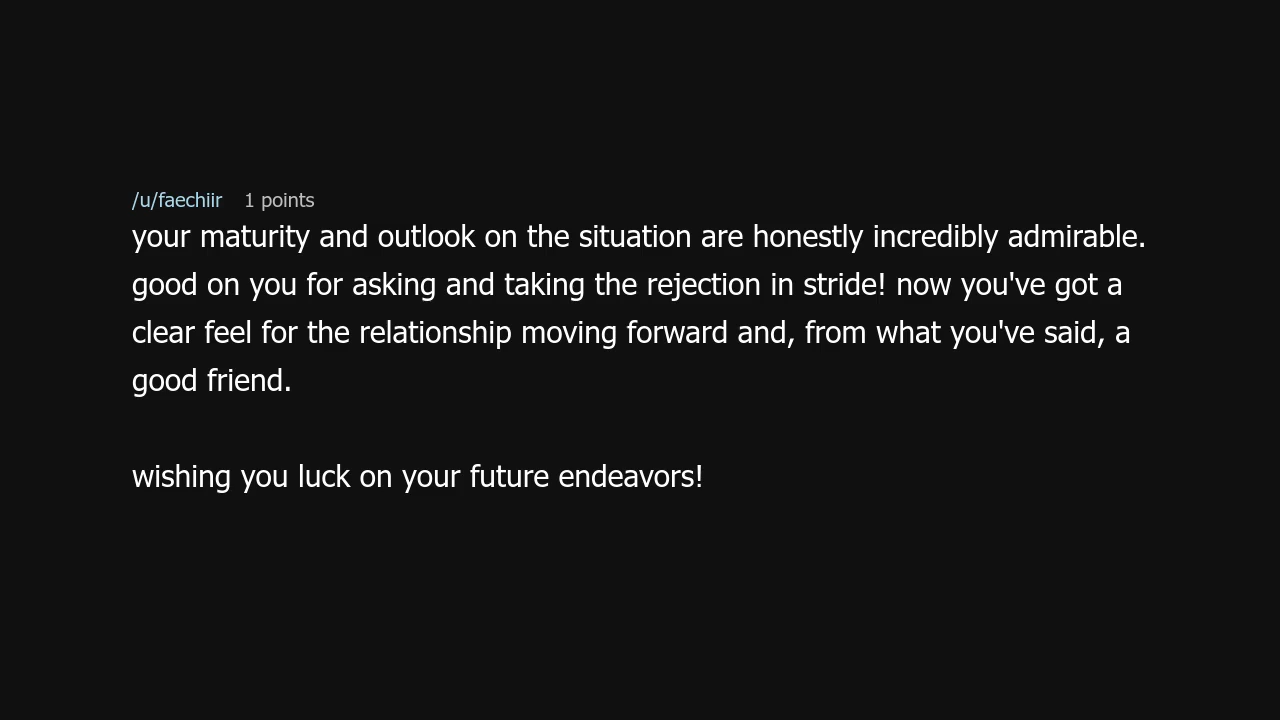 /u/faechiir 1 points
your maturity and outlook on the situation are honestly incredibly admirable.
good on you for asking and taking the rejection in stride! now you've got a
clear feel for the relationship moving forward and, from what you've said, a
good friend.
wishing you luck on your future endeavors!